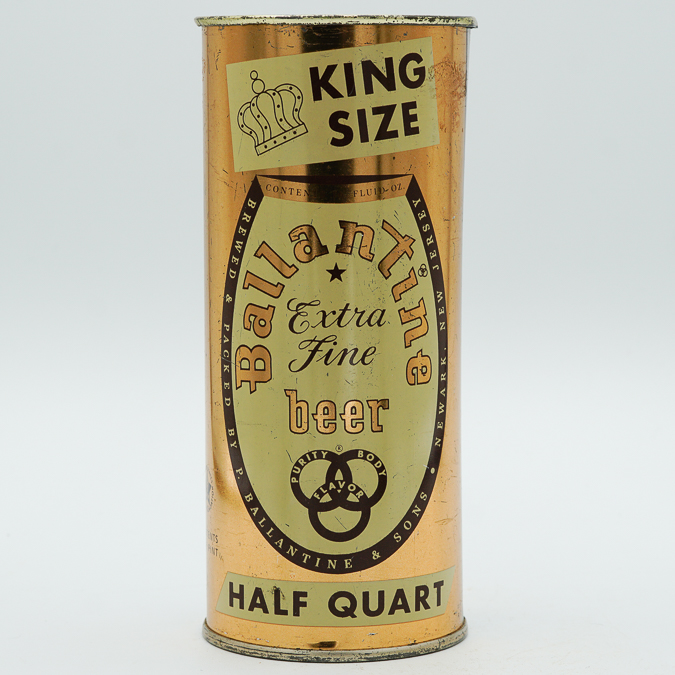 KING
SIZE
CONTENTS FLUID OZ.
BREWED & PACKED BY P. BALLANTINE & SONS • NEWARK, NEW JERSEY
Ballantine
Extra
Fine
beer
PURITY BODY
FLAVOR
HALF QUART